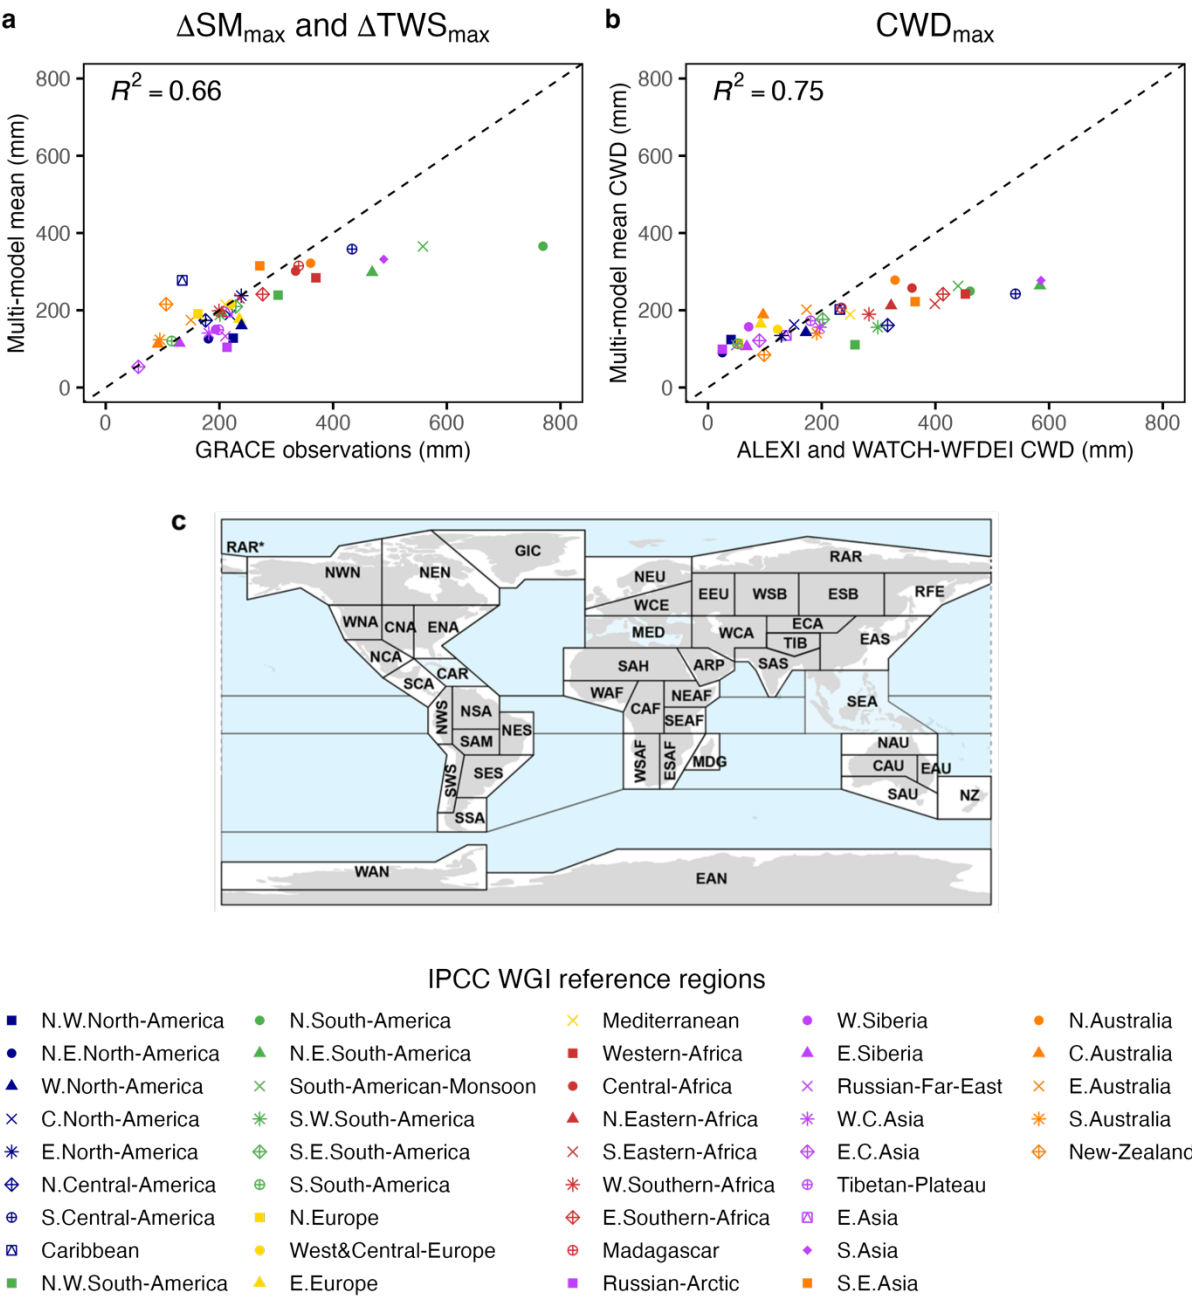 a
ΔSMmax and ΔTWSmax
R² = 0.66
800
600
400
200
0
0 200 400 600 800
Multi-model mean (mm)
GRACE observations (mm)
b
CWDmax
R² = 0.75
800
600
400
200
0
0 200 400 600 800
Multi-model mean CWD (mm)
ALEXI and WATCH-WFDEI CWD (mm)
c
RAR*
GIC
RAR
NWN
NEN
NEU
WCE
EEU
WSB
ESB
RFE
WNA
CNA
ENA
MED
WCA
ECA
TIB
EAS
NCA
SCA
CAR
SAH
ARP
SAS
WAF
CAF
NEAF
SEAF
SEA
NWS
NSA
SAM
NES
WSAF
ESAF
MDG
NAU
CAU
EAU
SWS
SES
SAU
NZ
SSA
WAN
EAN
IPCC WGI reference regions
N.W.North-America
N.E.North-America
W.North-America
C.North-America
E.North-America
N.Central-America
S.Central-America
Caribbean
N.W.South-America
N.South-America
N.E.South-America
South-American-Monsoon
S.W.South-America
S.E.South-America
S.South-America
N.Europe
West&Central-Europe
E.Europe
Mediterranean
Western-Africa
Central-Africa
N.Eastern-Africa
S.Eastern-Africa
W.Southern-Africa
E.Southern-Africa
Madagascar
Russian-Arctic
W.Siberia
E.Siberia
Russian-Far-East
W.C.Asia
E.C.Asia
Tibetan-Plateau
E.Asia
S.Asia
S.E.Asia
N.Australia
C.Australia
E.Australia
S.Australia
New-Zealand